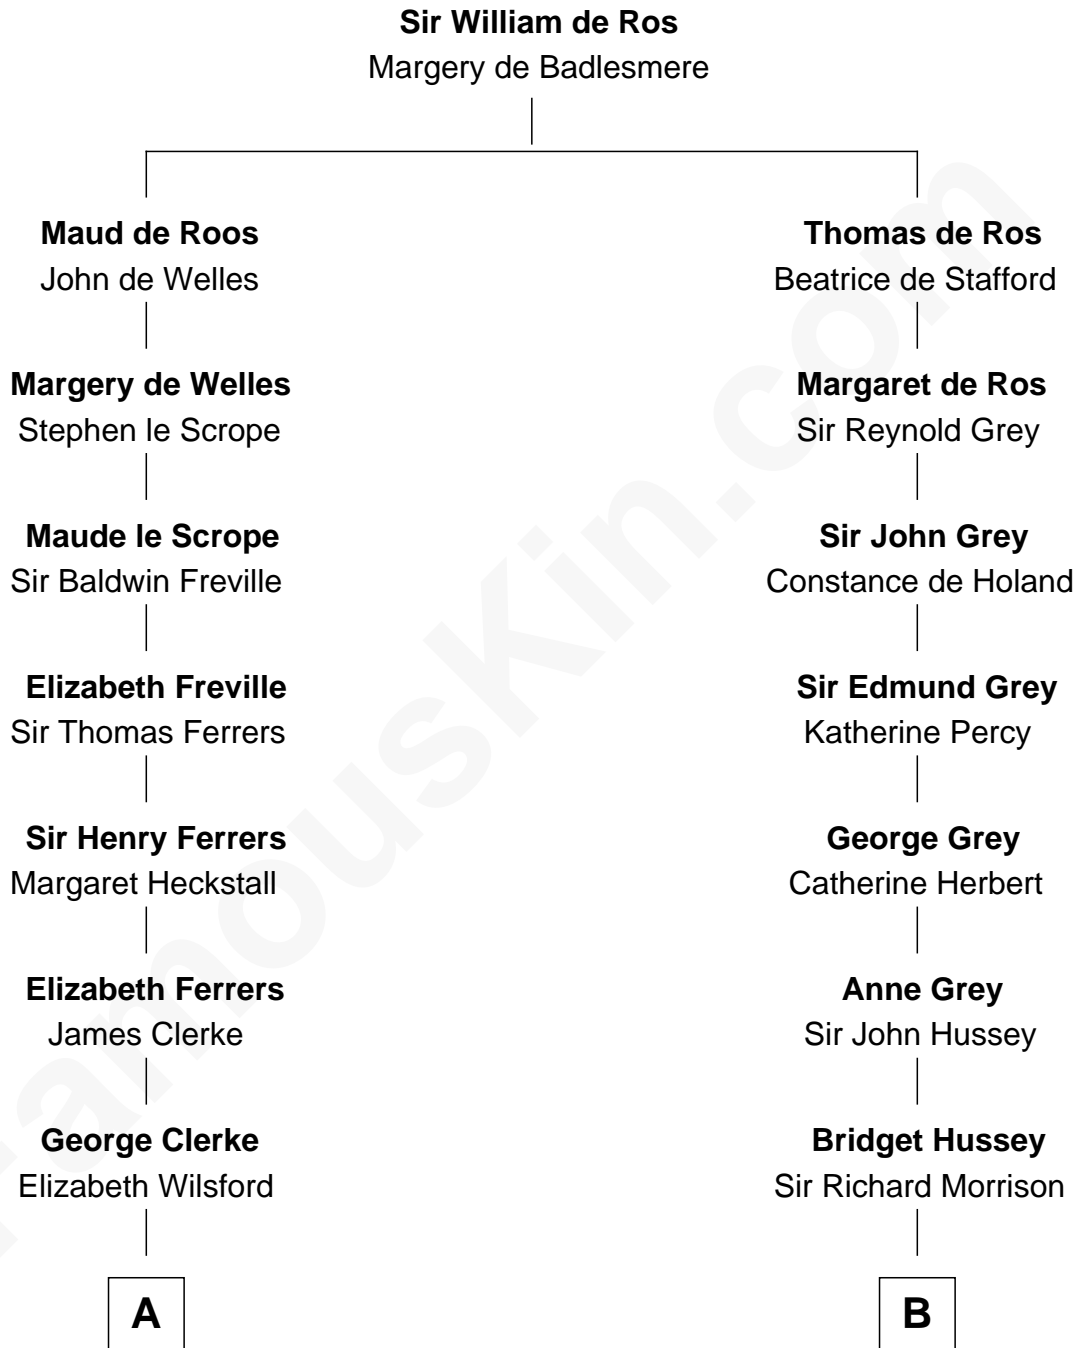 Sir William de Ros
Margery de Badlesmere
Maud de Roos
John de Welles
Thomas de Ros
Beatrice de Stafford
Margery de Welles
Stephen le Scrope
Margaret de Ros
Sir Reynold Grey
Maude le Scrope
Sir Baldwin Freville
Sir John Grey
Constance de Holand
Elizabeth Freville
Sir Thomas Ferrers
Sir Edmund Grey
Katherine Percy
Sir Henry Ferrers
Margaret Heckstall
George Grey
Catherine Herbert
Elizabeth Ferrers
James Clerke
Anne Grey
Sir John Hussey
George Clerke
Elizabeth Wilsford
Bridget Hussey
Sir Richard Morrison
A
B
FamousKin.com